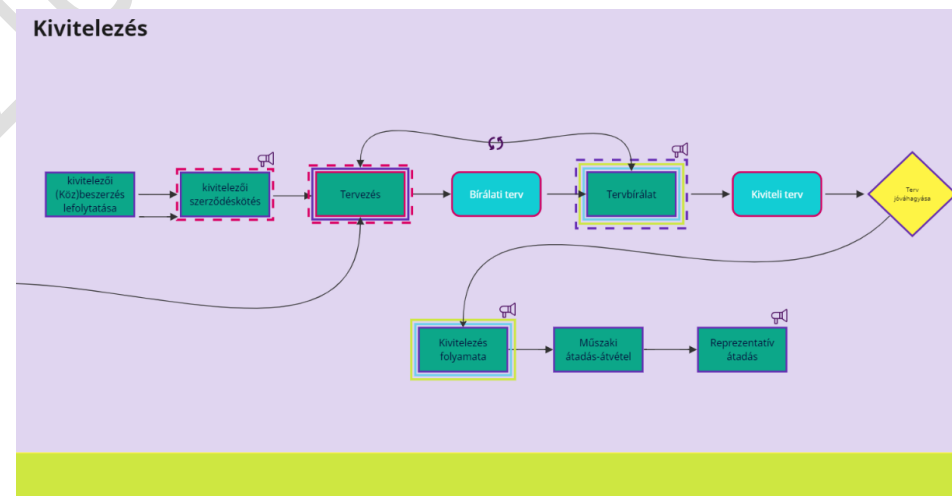 Kivitelezés
kivitelezői
(Köz)beszerzés
lefolytatása
kivitelezői
szerződéskötés
Tervezés
Bírálati terv
Tervbírálat
Kiviteli terv
Terv
jóváhagyása
Kivitelezés
folyamata
Műszaki
átadás-átvétel
Reprezentatív
átadás